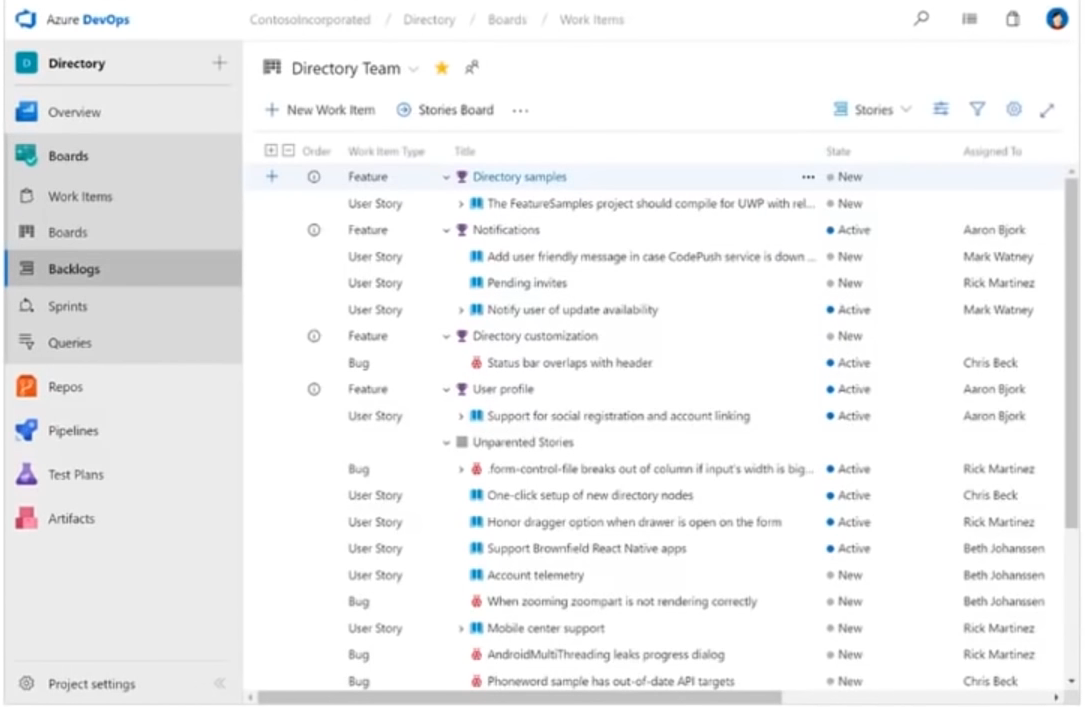 Azure DevOps
ContosoIncorporated / Directory / Boards / Work Items
D Directory
Overview
Boards
Work Items
Boards
Backlogs
Sprints
Queries
Repos
Pipelines
Test Plans
Artifacts
Project settings
Directory Team
New Work Item Stories Board ... Stories
Order Work Item Type Title State Assigned To
Feature Directory samples ... New
User Story The FeatureSamples project should compile for UWP with rel... New
Feature Notifications Active Aaron Bjork
User Story Add user friendly message in case CodePush service is down ... New Mark Watney
User Story Pending invites New Rick Martinez
User Story Notify user of update availability Active Mark Watney
Feature Directory customization New
Bug Status bar overlaps with header Active Chris Beck
Feature User profile Active Aaron Bjork
User Story Support for social registration and account linking Active Aaron Bjork
Unparented Stories
Bug .form-control-file breaks out of column if input's width is big... Active Rick Martinez
User Story One-click setup of new directory nodes Active Chris Beck
User Story Honor dragger option when drawer is open on the form Active Rick Martinez
User Story Support Brownfield React Native apps Active Beth Johanssen
User Story Account telemetry New Beth Johanssen
Bug When zooming zoompart is not rendering correctly New Beth Johanssen
User Story Mobile center support New Rick Martinez
Bug AndroidMultiThreading leaks progress dialog New Rick Martinez
Bug Phoneword sample has out-of-date API targets New Chris Beck